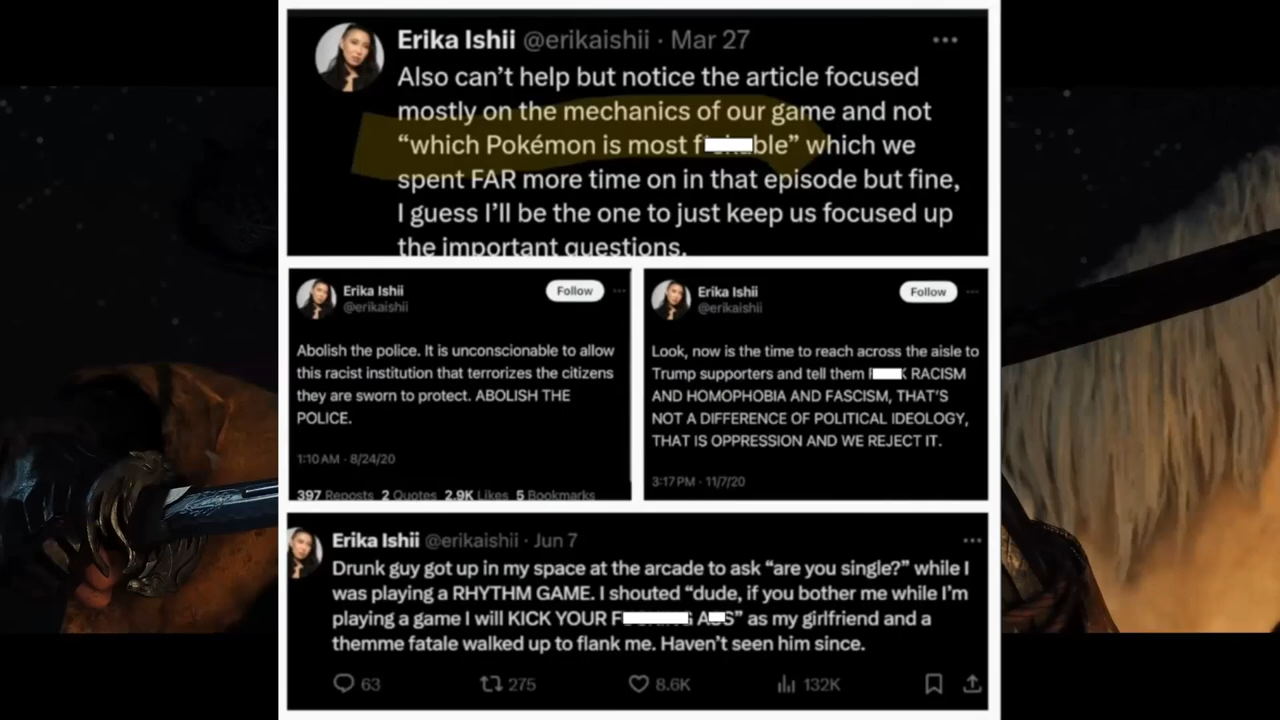 Erika Ishii @erikaishii · Mar 27
Also can't help but notice the article focused
mostly on the mechanics of our game and not
“which Pokémon is most f ble” which we
spent FAR more time on in that episode but fine,
I guess I'll be the one to just keep us focused up
the important questions.
Erika Ishii
@erikaishii
Follow
Abolish the police. It is unconscionable to allow
this racist institution that terrorizes the citizens
they are sworn to protect. ABOLISH THE
POLICE.
1:10 AM · 8/24/20
397 Reposts 2 Quotes 2.9K Likes 5 Bookmarks
Erika Ishii
@erikaishii
Follow
Look, now is the time to reach across the aisle to
Trump supporters and tell them F K RACISM
AND HOMOPHOBIA AND FASCISM, THAT'S
NOT A DIFFERENCE OF POLITICAL IDEOLOGY,
THAT IS OPPRESSION AND WE REJECT IT.
3:17 PM · 11/7/20
Erika Ishii @erikaishii · Jun 7
Drunk guy got up in my space at the arcade to ask “are you single?” while I
was playing a RHYTHM GAME. I shouted “dude, if you bother me while I'm
playing a game I will KICK YOUR F G A S” as my girlfriend and a
themme fatale walked up to flank me. Haven't seen him since.
63 275 8.6K 132K